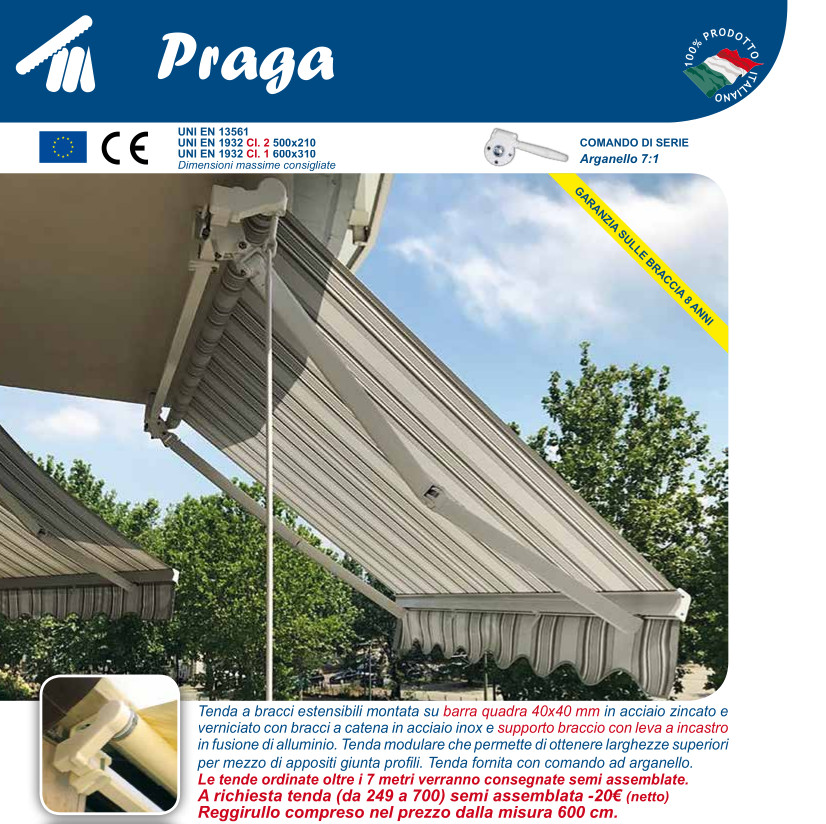 Praga
100% PRODOTTO ITALIANO
UNI EN 13561
UNI EN 1932 Cl. 2 500x210
UNI EN 1932 Cl. 1 600x310
Dimensioni massime consigliate
CE
COMANDO DI SERIE
Arganello 7:1
GARANZIA SULLE BRACCIA 8 ANNI
Tenda a bracci estensibili montata su barra quadra 40x40 mm in acciaio zincato e
verniciato con bracci a catena in acciaio inox e supporto braccio con leva a incastro
in fusione di alluminio. Tenda modulare che permette di ottenere larghezze superiori
per mezzo di appositi giunta profili. Tenda fornita con comando ad arganello.
Le tende ordinate oltre i 7 metri verranno consegnate semi assemblate.
A richiesta tenda (da 249 a 700) semi assemblata -20€ (netto)
Reggirullo compreso nel prezzo dalla misura 600 cm.